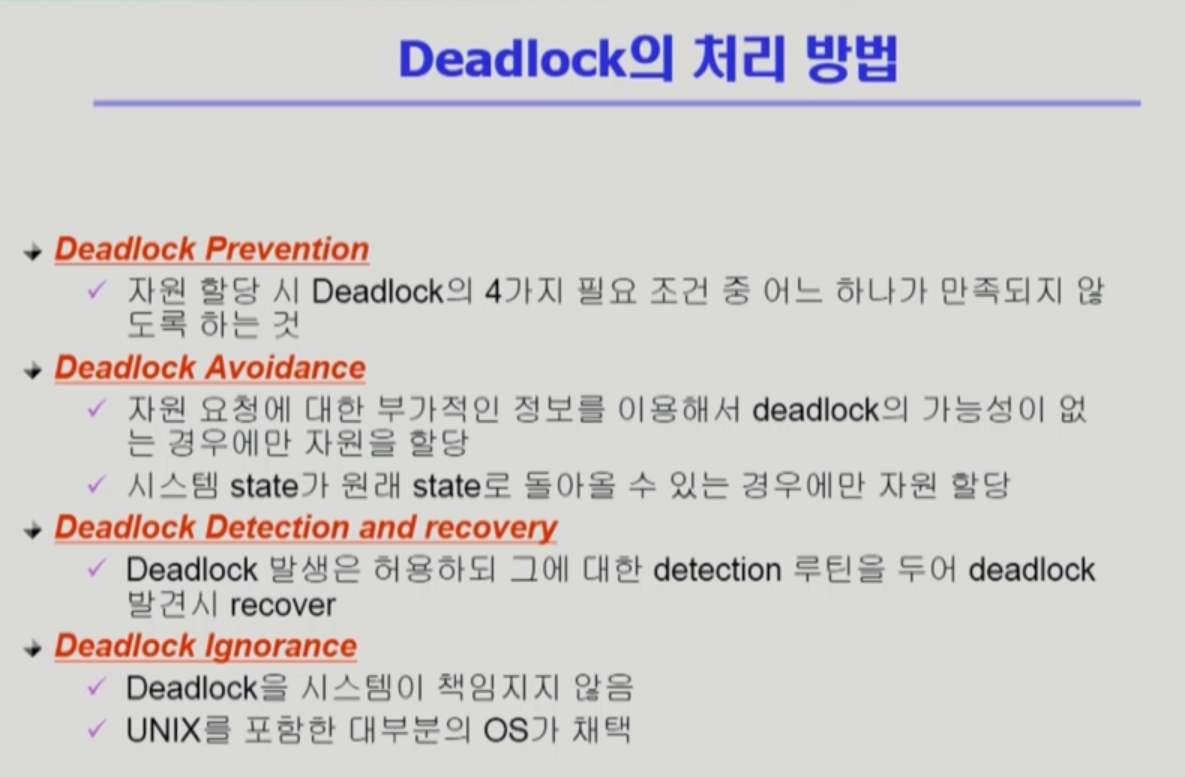 Deadlock의 처리 방법
Deadlock Prevention
자원 할당 시 Deadlock의 4가지 필요 조건 중 어느 하나가 만족되지 않
도록 하는 것
Deadlock Avoidance
자원 요청에 대한 부가적인 정보를 이용해서 deadlock의 가능성이 없
는 경우에만 자원을 할당
시스템 state가 원래 state로 돌아올 수 있는 경우에만 자원 할당
Deadlock Detection and recovery
Deadlock 발생은 허용하되 그에 대한 detection 루틴을 두어 deadlock
발견시 recover
Deadlock Ignorance
Deadlock을 시스템이 책임지지 않음
UNIX를 포함한 대부분의 OS가 채택